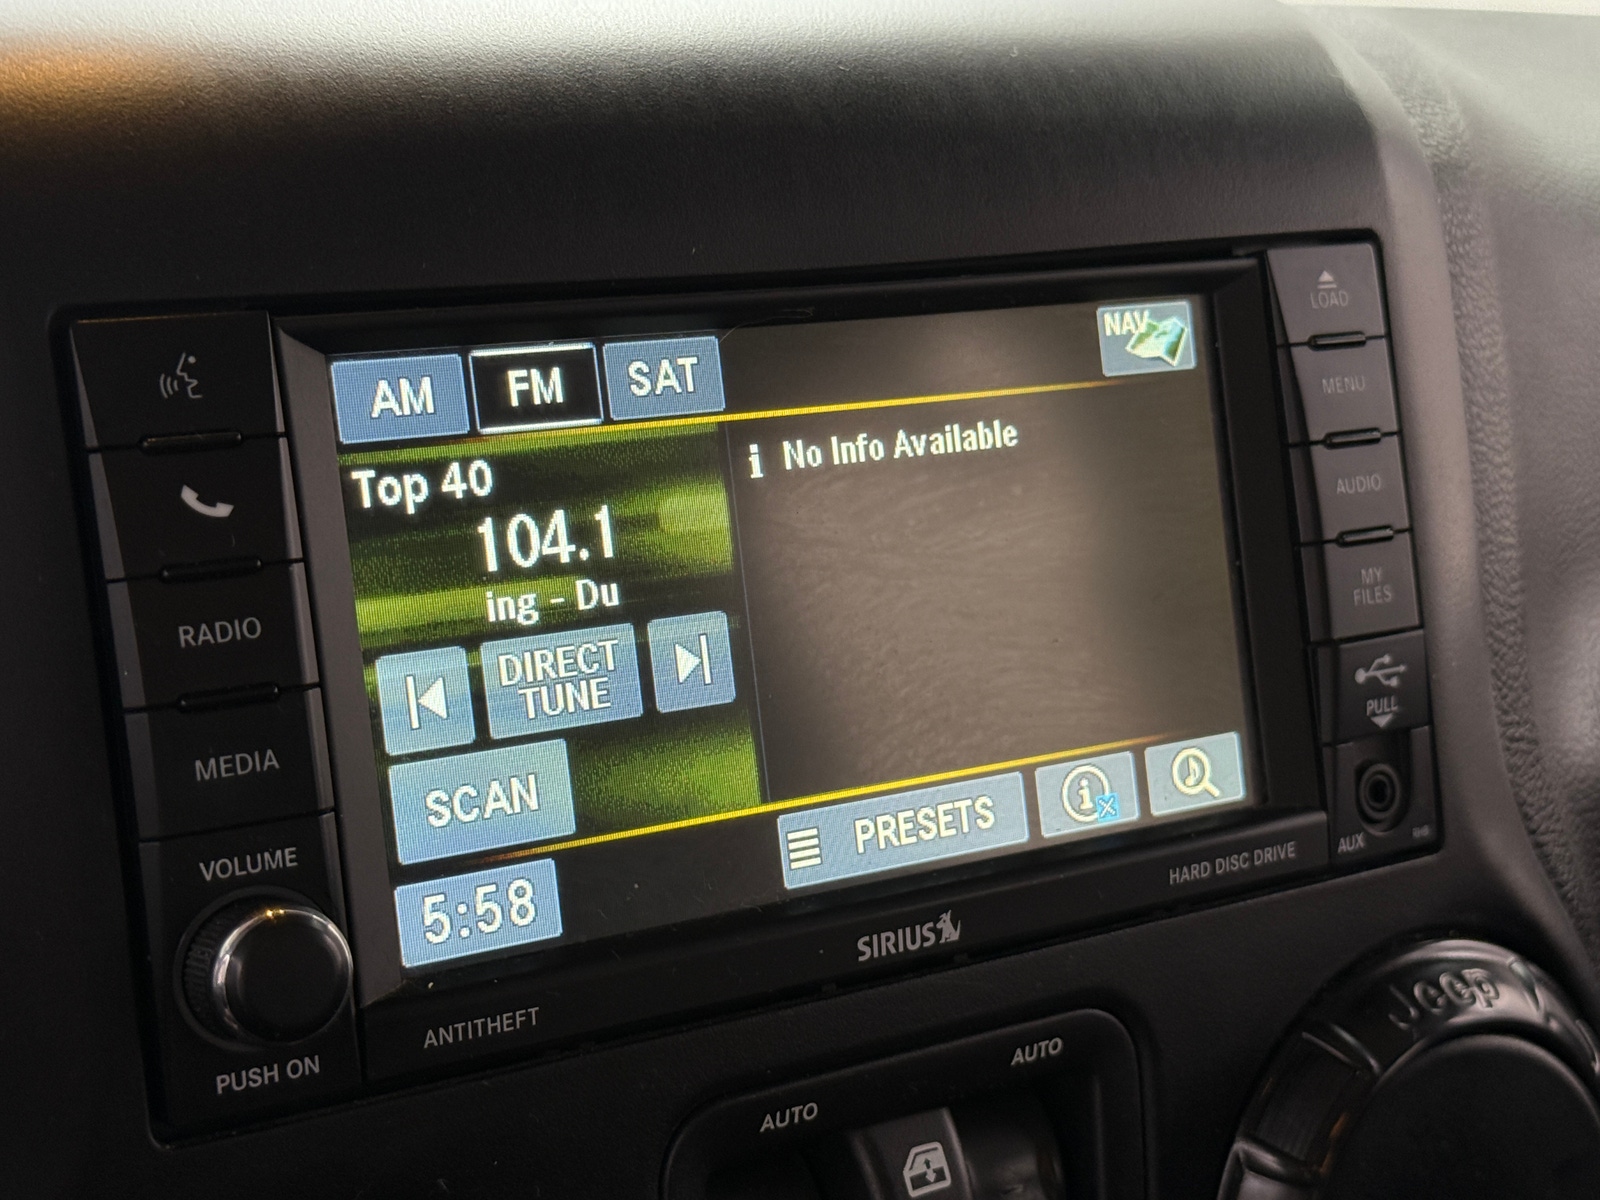 AM
FM
SAT
NAV
Top 40
104.1
ing - Du
DIRECT
TUNE
SCAN
5:58
i No Info Available
PRESETS
RADIO
MEDIA
VOLUME
PUSH ON
ANTITHEFT
SIRIUS
HARD DISC DRIVE
LOAD
MENU
AUDIO
MY
FILES
PULL
AUX
AUTO
AUTO
Jeep